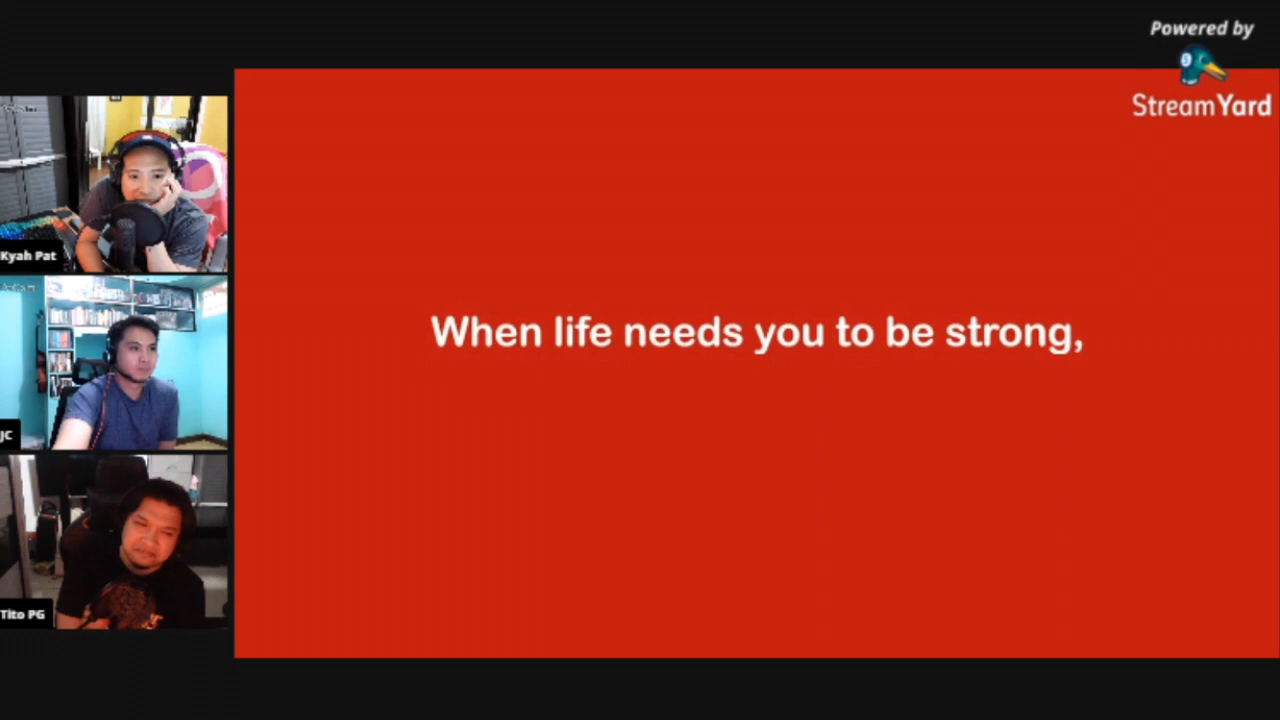 Powered by
StreamYard
Kyah Pat
When life needs you to be strong,
JC
Tito PG